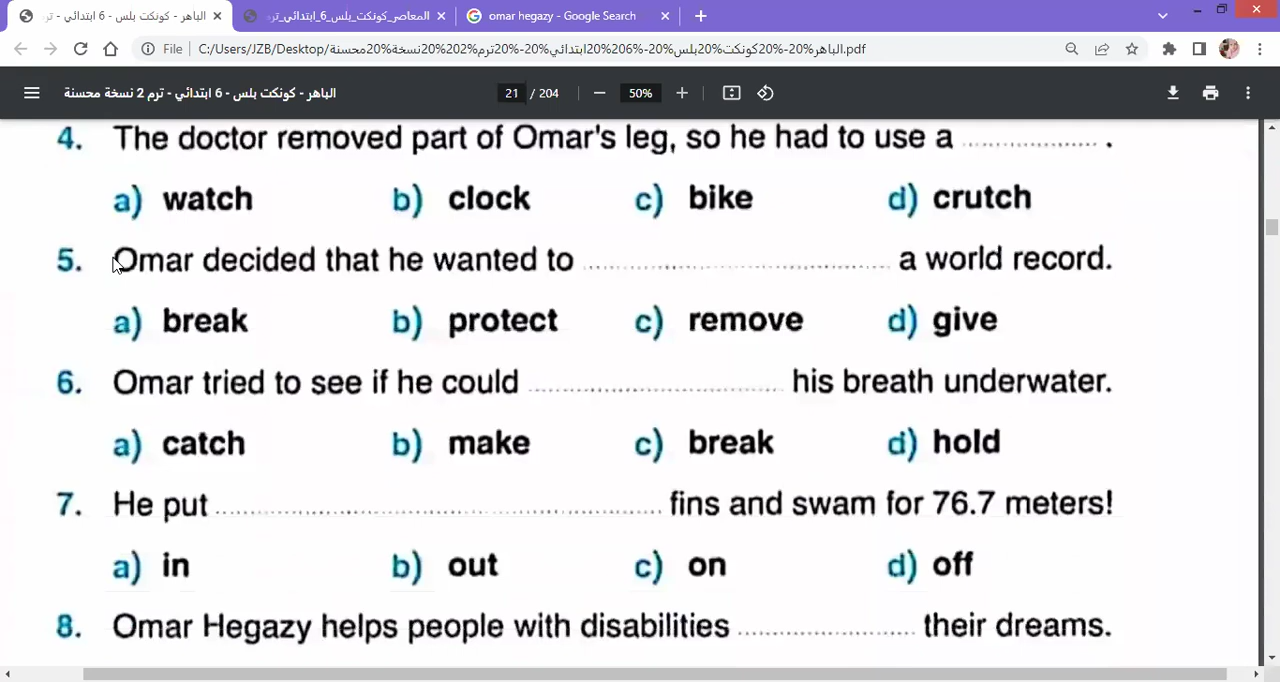 الباهر - كونكت بلس - 6 ابتدائي - تر
المعاصر_كونكت_بلس_6_ابتدائي_تر
omar hegazy - Google Search
File
C:/Users/JZB/Desktop/الباهر%20-%20كونكت%20بلس%20-%206%20ابتدائي%20-%20ترم%202%20نسخة%20محسنة.pdf
الباهر - كونكت بلس - 6 ابتدائي - ترم 2 نسخة محسنة
21 / 204
50%
4. The doctor removed part of Omar's leg, so he had to use a .............. .
a) watch b) clock c) bike d) crutch
5. Omar decided that he wanted to .............. a world record.
a) break b) protect c) remove d) give
6. Omar tried to see if he could .............. his breath underwater.
a) catch b) make c) break d) hold
7. He put .............. fins and swam for 76.7 meters!
a) in b) out c) on d) off
8. Omar Hegazy helps people with disabilities .............. their dreams.